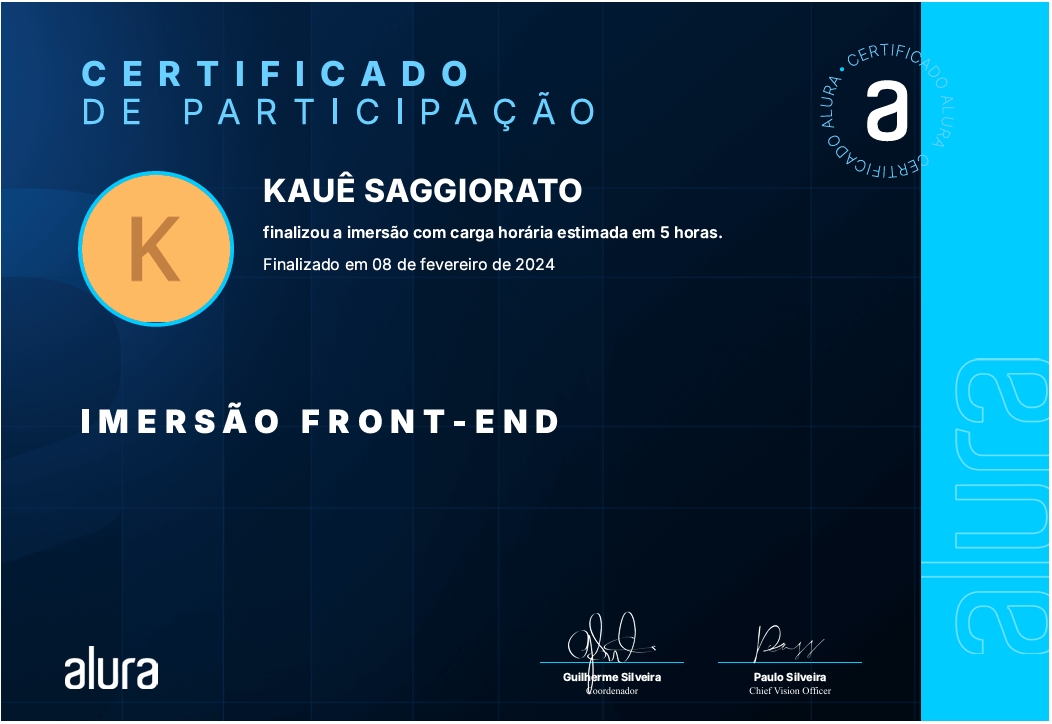 CERTIFICADO
DE PARTICIPAÇÃO
CERTIFICADO ALURA • CERTIFICADO ALURA
a
K
KAUÊ SAGGIORATO
finalizou a imersão com carga horária estimada em 5 horas.
Finalizado em 08 de fevereiro de 2024
IMERSÃO FRONT-END
alura
alura
Guilherme Silveira
Coordenador
Paulo Silveira
Chief Vision Officer